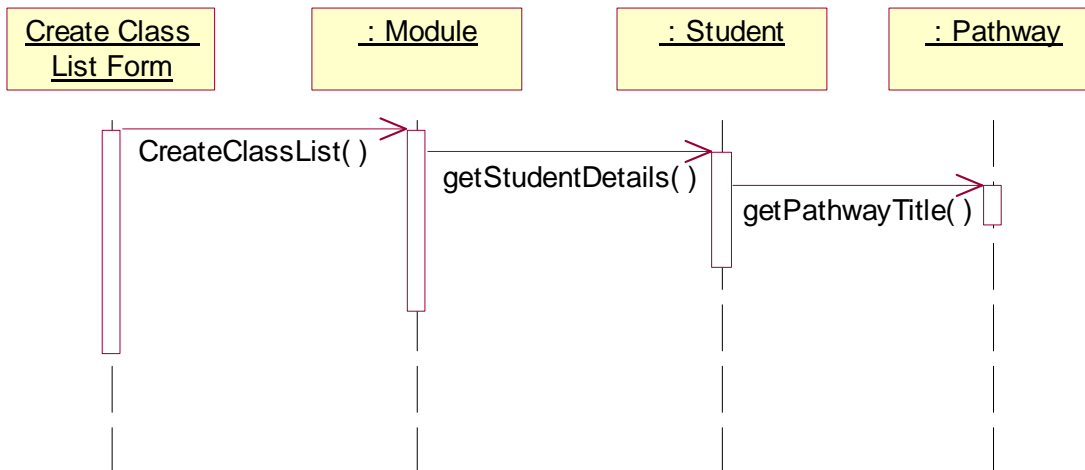 Create Class
List Form
: Module
: Student
: Pathway
CreateClassList( )
getStudentDetails( )
getPathwayTitle( )